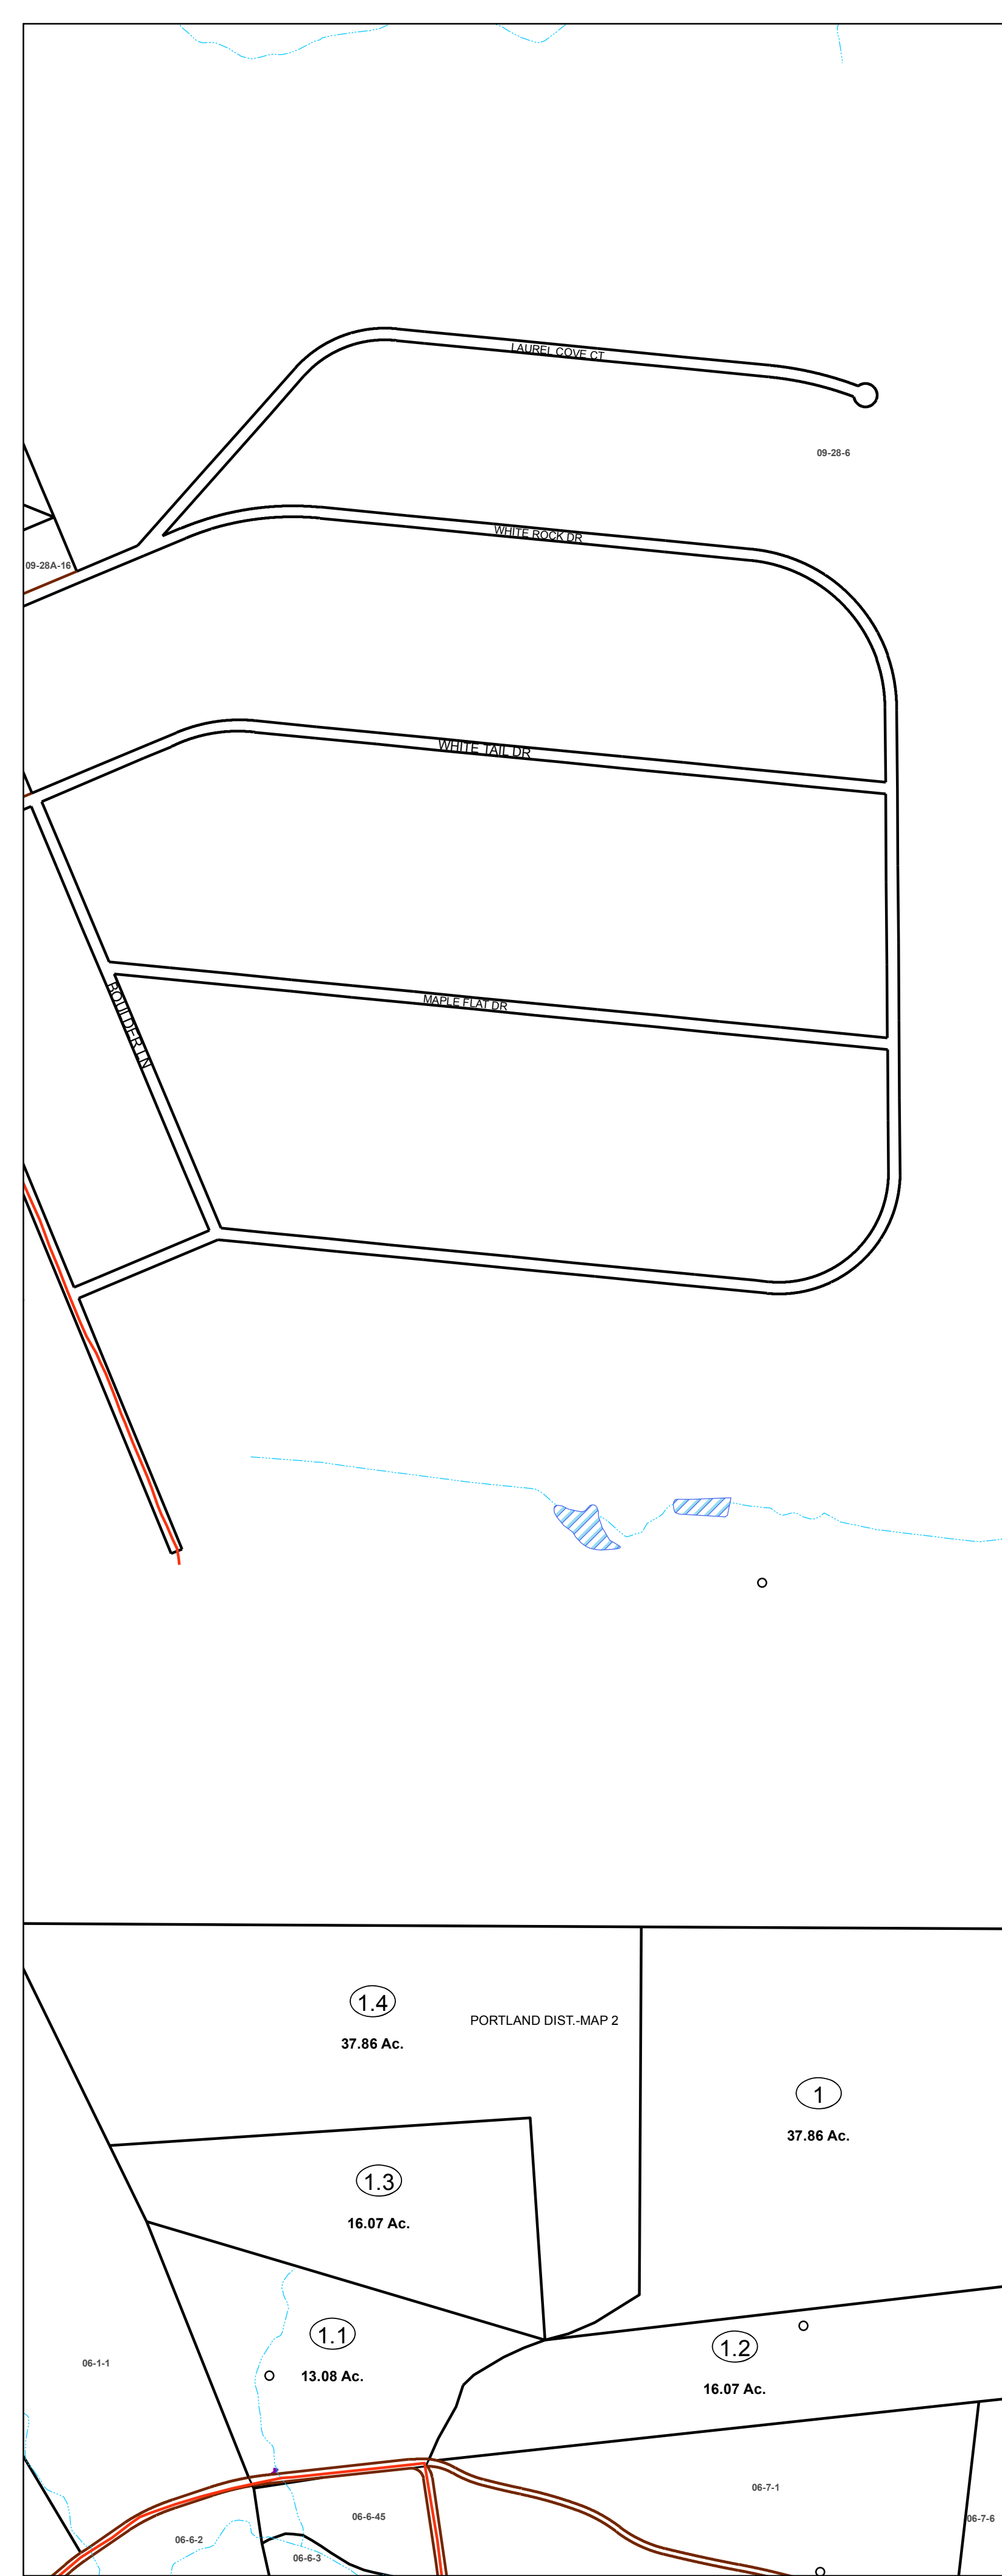 LAUREL COVE CT
09-28-6
WHITE ROCK DR
09-28A-16
WHITE TAIL DR
MAPLE FLAT DR
BOULDER LN
1.4
PORTLAND DIST.-MAP 2
37.86 Ac.
1
37.86 Ac.
1.3
16.07 Ac.
1.1
1.2
06-1-1
13.08 Ac.
16.07 Ac.
06-7-1
06-6-45
06-7-6
06-6-2
06-6-3